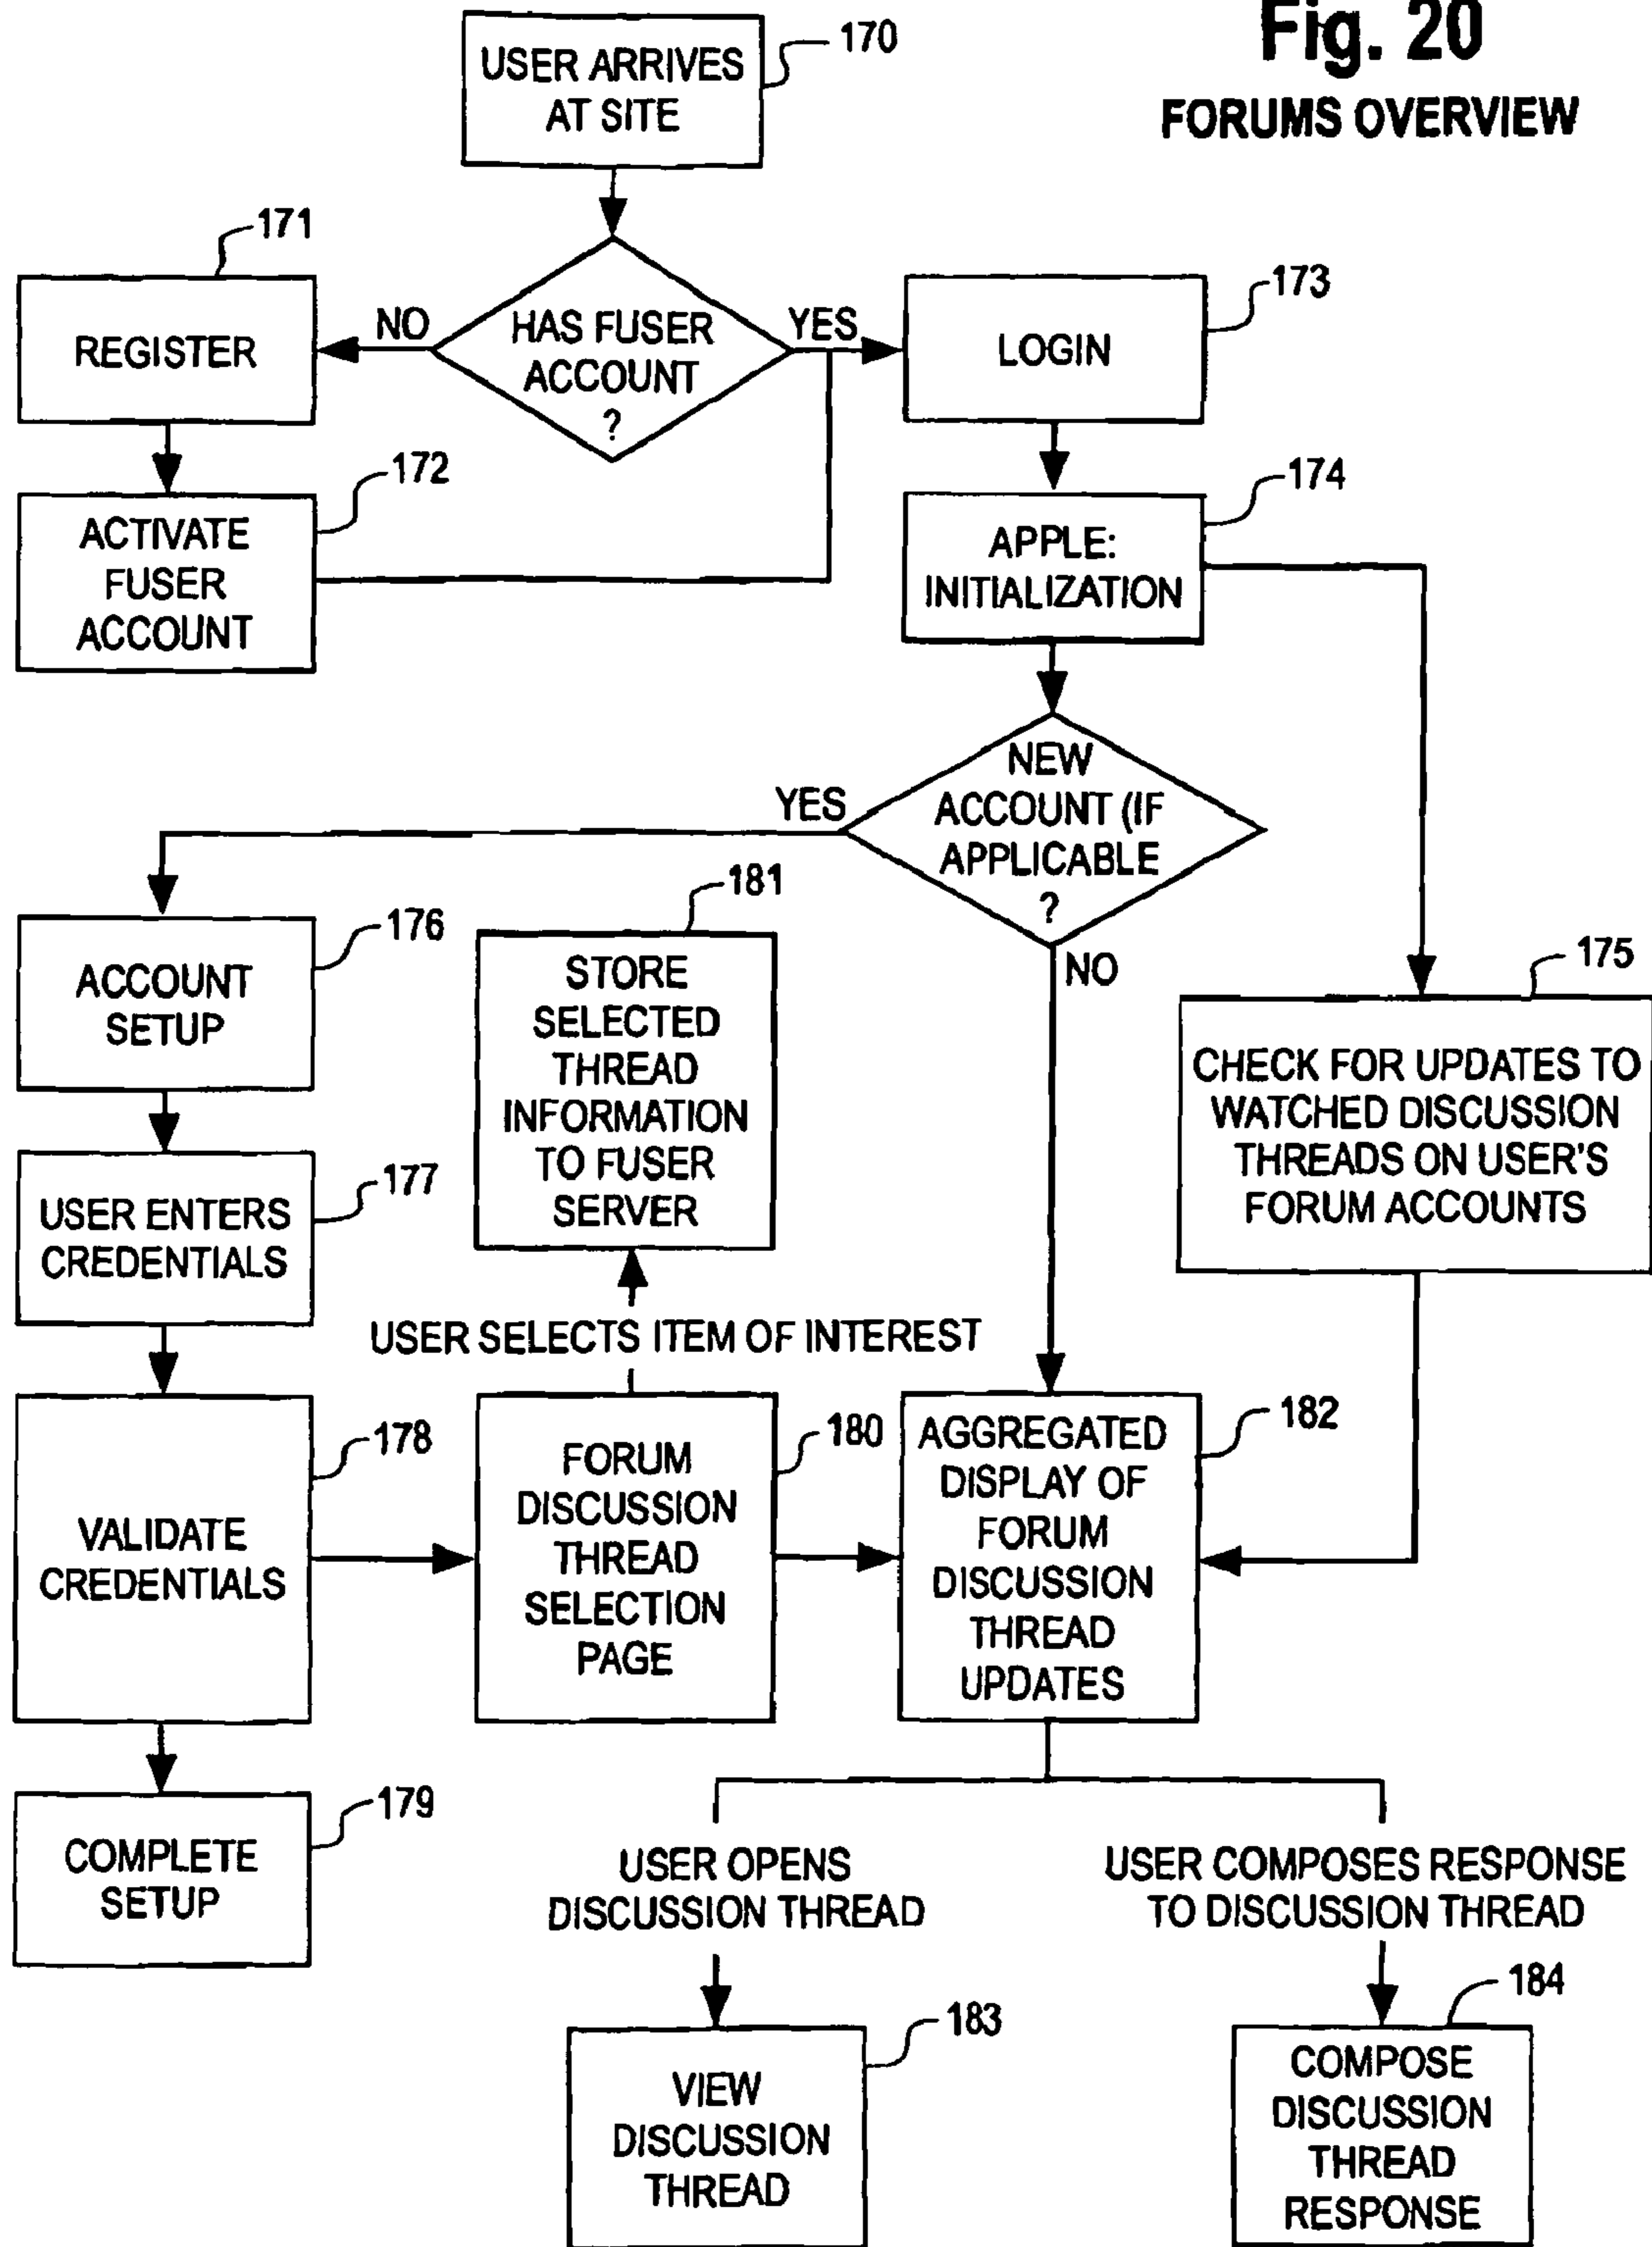 Fig. 20
FORUMS OVERVIEW
USER ARRIVES
AT SITE
170
171
REGISTER
NO
HAS FUSER
ACCOUNT
?
YES
LOGIN
173
172
ACTIVATE
FUSER
ACCOUNT
174
APPLE:
INITIALIZATION
NEW
ACCOUNT (IF
APPLICABLE
?
YES
NO
176
ACCOUNT
SETUP
181
STORE
SELECTED
THREAD
INFORMATION
TO FUSER
SERVER
175
CHECK FOR UPDATES TO
WATCHED DISCUSSION
THREADS ON USER'S
FORUM ACCOUNTS
177
USER ENTERS
CREDENTIALS
USER SELECTS ITEM OF INTEREST
178
VALIDATE
CREDENTIALS
180
FORUM
DISCUSSION
THREAD
SELECTION
PAGE
182
AGGREGATED
DISPLAY OF
FORUM
DISCUSSION
THREAD
UPDATES
179
COMPLETE
SETUP
USER OPENS
DISCUSSION THREAD
USER COMPOSES RESPONSE
TO DISCUSSION THREAD
183
VIEW
DISCUSSION
THREAD
184
COMPOSE
DISCUSSION
THREAD
RESPONSE